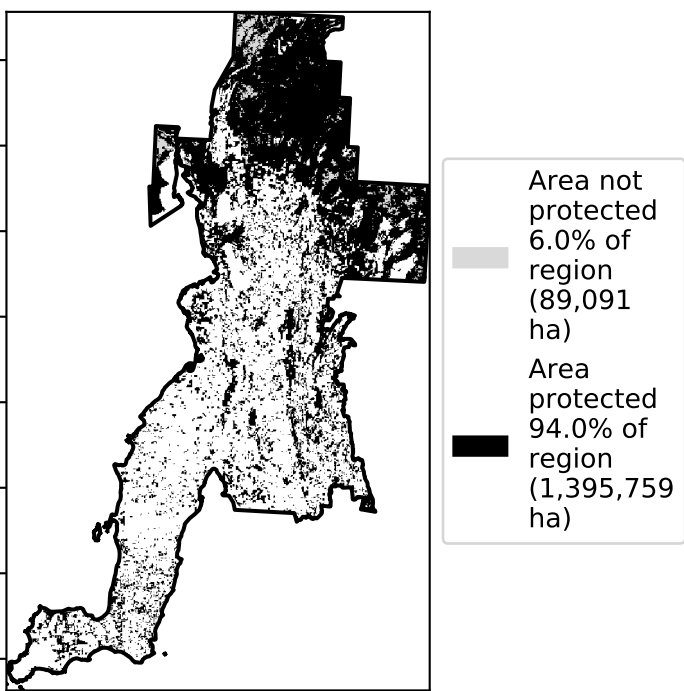 Area not
protected
6.0% of
region
(89,091
ha)
Area
protected
94.0% of
region
(1,395,759
ha)